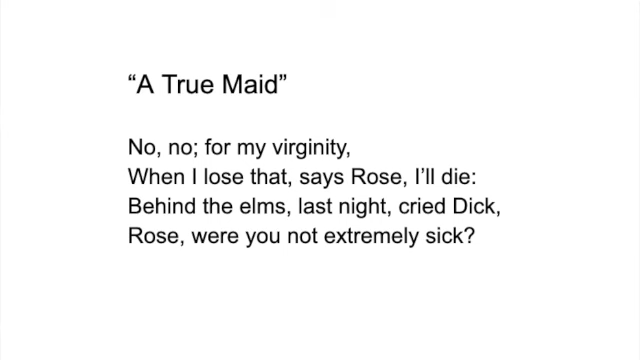 “A True Maid”
No, no; for my virginity,
When I lose that, says Rose, I’ll die:
Behind the elms, last night, cried Dick,
Rose, were you not extremely sick?